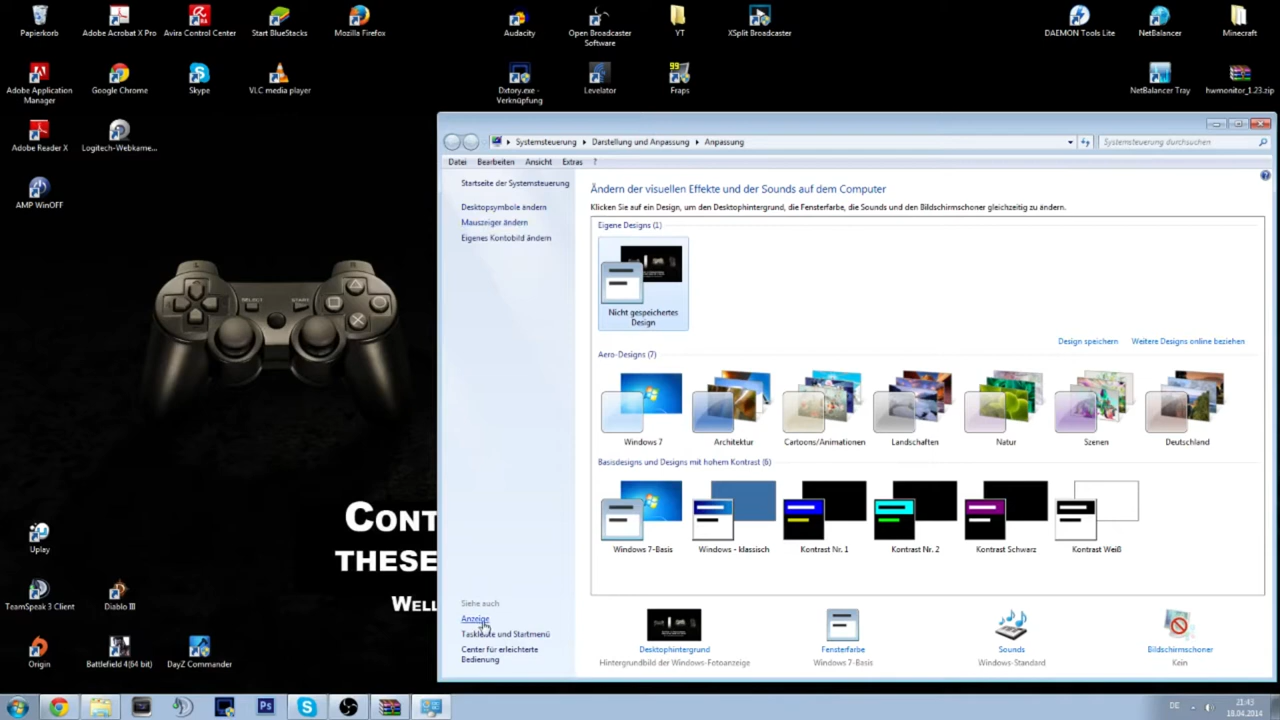 Papierkorb
Adobe Acrobat X Pro
Avira Control Center
Start BlueStacks
Mozilla Firefox
Audacity
Open Broadcaster
Software
YT
XSplit Broadcaster
DAEMON Tools Lite
NetBalancer
Minecraft
Adobe Application
Manager
Google Chrome
Skype
VLC media player
Dxtory.exe -
Verknüpfung
Levelator
99
Fraps
NetBalancer Tray
hwmonitor_1.23.zip
Adobe Reader X
Logitech-Webkame...
AMP WinOFF
SELECT
START
CONT
THESE
WELL
Uplay
TeamSpeak 3 Client
Diablo III
Origin
Battlefield 4(64 bit)
DayZ Commander
Systemsteuerung
Darstellung und Anpassung
Anpassung
Systemsteuerung durchsuchen
Datei
Bearbeiten
Ansicht
Extras
?
Startseite der Systemsteuerung
Desktopsymbole ändern
Mauszeiger ändern
Eigenes Kontobild ändern
Ändern der visuellen Effekte und der Sounds auf dem Computer
Klicken Sie auf ein Design, um den Desktophintergrund, die Fensterfarbe, die Sounds und den Bildschirmschoner gleichzeitig zu ändern.
Eigene Designs (1)
Nicht gespeichertes
Design
Design speichern
Weitere Designs online beziehen
Aero-Designs (7)
Windows 7
Architektur
Cartoons/Animationen
Landschaften
Natur
Szenen
Deutschland
Basisdesigns und Designs mit hohem Kontrast (6)
Windows 7-Basis
Windows - klassisch
Kontrast Nr. 1
Kontrast Nr. 2
Kontrast Schwarz
Kontrast Weiß
Siehe auch
Anzeige
Taskleiste und Startmenü
Center für erleichterte
Bedienung
Desktophintergrund
Hintergrundbild der Windows-Fotoanzeige
Fensterfarbe
Windows 7-Basis
Sounds
Windows-Standard
Bildschirmschoner
Kein
Ps
DE
21:43
18.04.2014